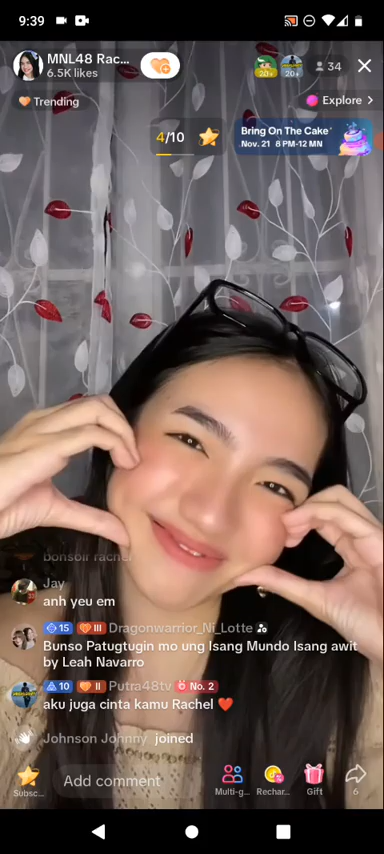 9:39
MNL48 Rac...
6.5K likes
20+
20+
34
Trending
Explore >
4/10
Bring On The Cake
Nov. 21 8 PM-12 MN
bonsoir rachel
Jay
anh yeu em
15 III Dragonwarrior_Ni_Lotte
Bunso Patugtugin mo ung Isang Mundo Isang awit
by Leah Navarro
10 II Putra48tv No. 2
aku juga cinta kamu Rachel ❤️
Johnson Johnny joined
Add comment
Subsc...
Multi-g...
Rechar...
Gift
6